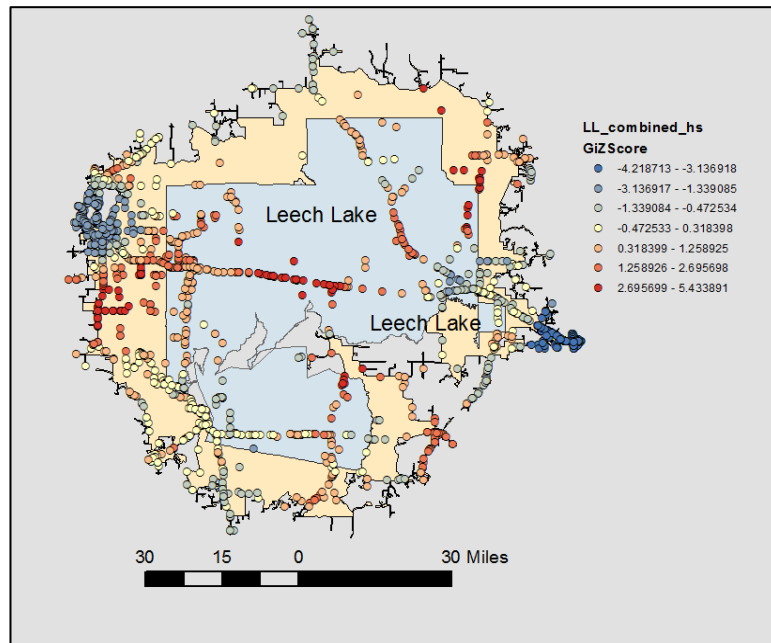 LL_combined_hs
GiZScore
-4.218713 - -3.136918
-3.136917 - -1.339085
-1.339084 - -0.472534
-0.472533 - 0.318398
0.318399 - 1.258925
1.258926 - 2.695698
2.695699 - 5.433891
Leech Lake
Leech Lake
30 15 0 30 Miles